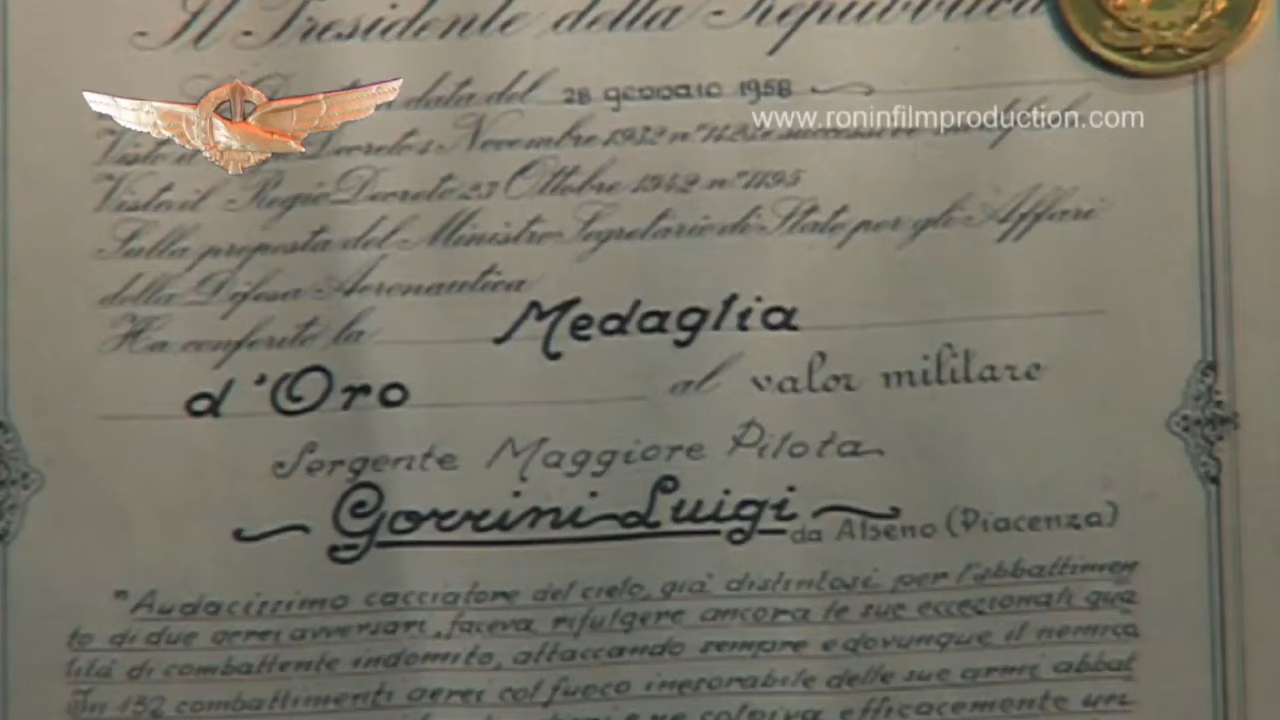 Il Presidente della Repubblica
data del 28 gennaio 1958
www.roninfilmproduction.com
Visto il Decreto 4 Novembre 1932 n° 1423 e successive
Visto il Regio Decreto 23 Ottobre 1942 n° 1195
Sulla proposta del Ministro Segretario di Stato per gli Affari
della Difesa Aeronautica
Ha conferito la Medaglia
d'Oro al valor militare
Sergente Maggiore Pilota
Gorrini Luigi da Alseno (Piacenza)
"Audacissimo cacciatore del cielo, già distintosi per l'abbattimen
to di due aerei avversari, faceva rifulgere ancora le sue eccezionali qua
lità di combattente indomito, attaccando sempre e dovunque il nemico
In 132 combattimenti aerei col fuoco inesorabile delle sue armi abbat
colpiva efficacemente un